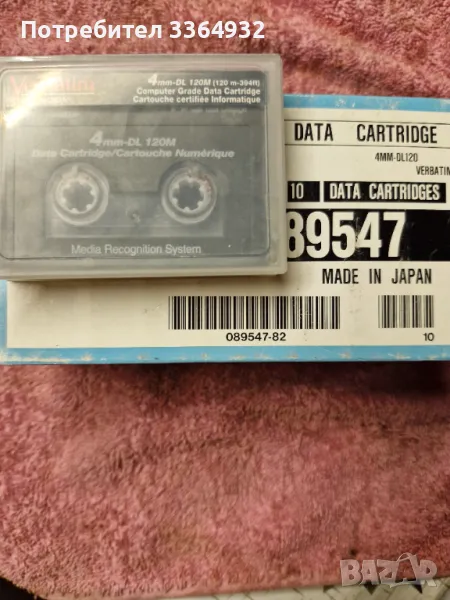 Потребител 3364932
4mm-DL 120M (120 m-394ft)
Computer Grade Data Cartridge
Cartouche certifiée Informatique
4mm-DL 120M
Data Cartridge/Cartouche Numérique
Media Recognition System
DATA CARTRIDGE
4MM-DL120
VERBATIM
10 DATA CARTRIDGES
89547
MADE IN JAPAN
089547-82
10
BAZAR